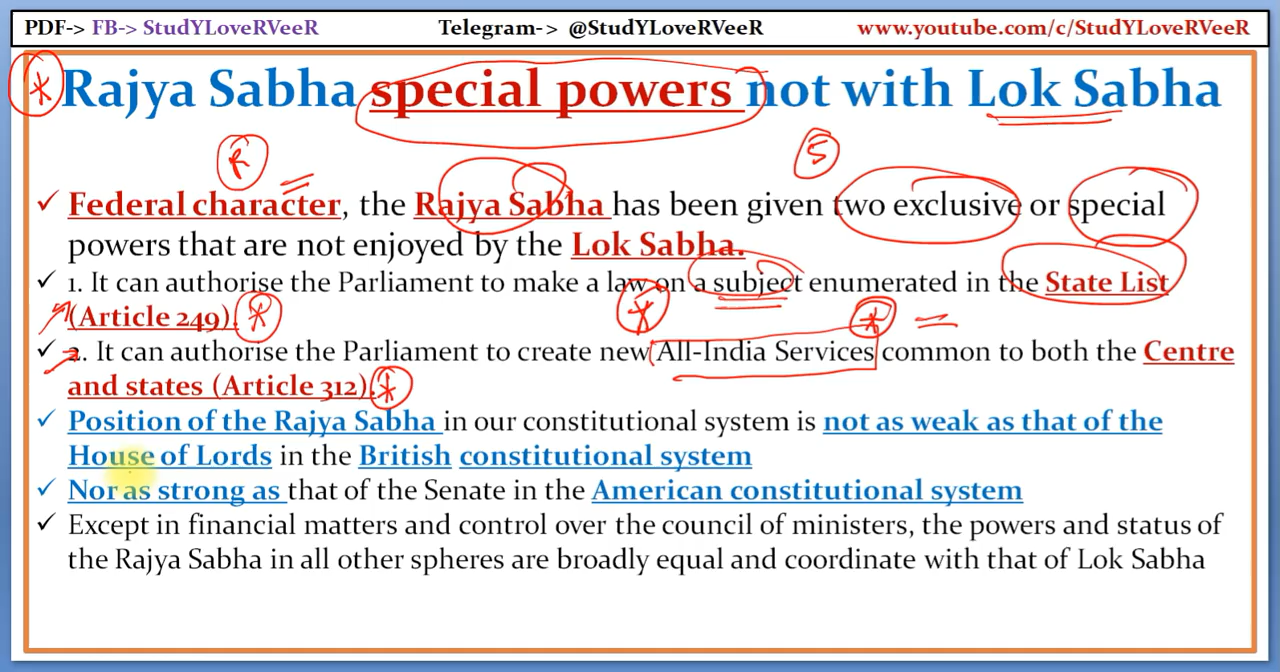 PDF-> FB-> StudYLoveRVeeR Telegram-> @StudYLoveRVeeR www.youtube.com/c/StudYLoveRVeeR
Rajya Sabha special powers not with Lok Sabha
R S
✓ Federal character, the Rajya Sabha has been given two exclusive or special
powers that are not enjoyed by the Lok Sabha.
✓ 1. It can authorise the Parliament to make a law on a subject enumerated in the State List
(Article 249).
✓ 2. It can authorise the Parliament to create new All-India Services common to both the Centre
and states (Article 312).
✓ Position of the Rajya Sabha in our constitutional system is not as weak as that of the
House of Lords in the British constitutional system
✓ Nor as strong as that of the Senate in the American constitutional system
✓ Except in financial matters and control over the council of ministers, the powers and status of
the Rajya Sabha in all other spheres are broadly equal and coordinate with that of Lok Sabha